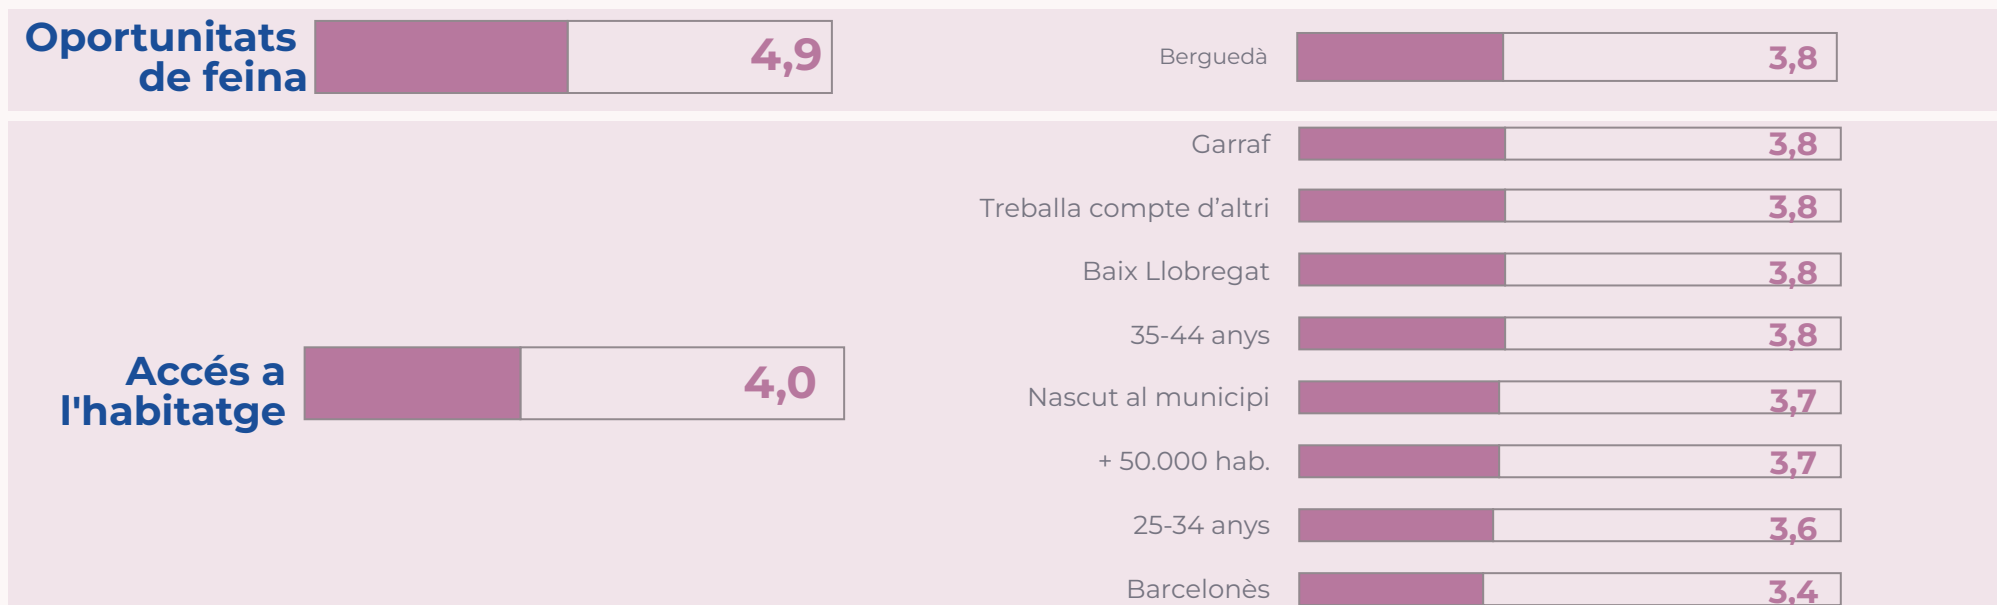 Oportunitats
de feina
4,9
Berguedà
3,8
Accés a
l'habitatge
4,0
Garraf
3,8
Treballa compte d’altri
3,8
Baix Llobregat
3,8
35-44 anys
3,8
Nascut al municipi
3,7
+ 50.000 hab.
3,7
25-34 anys
3,6
Barcelonès
3,4